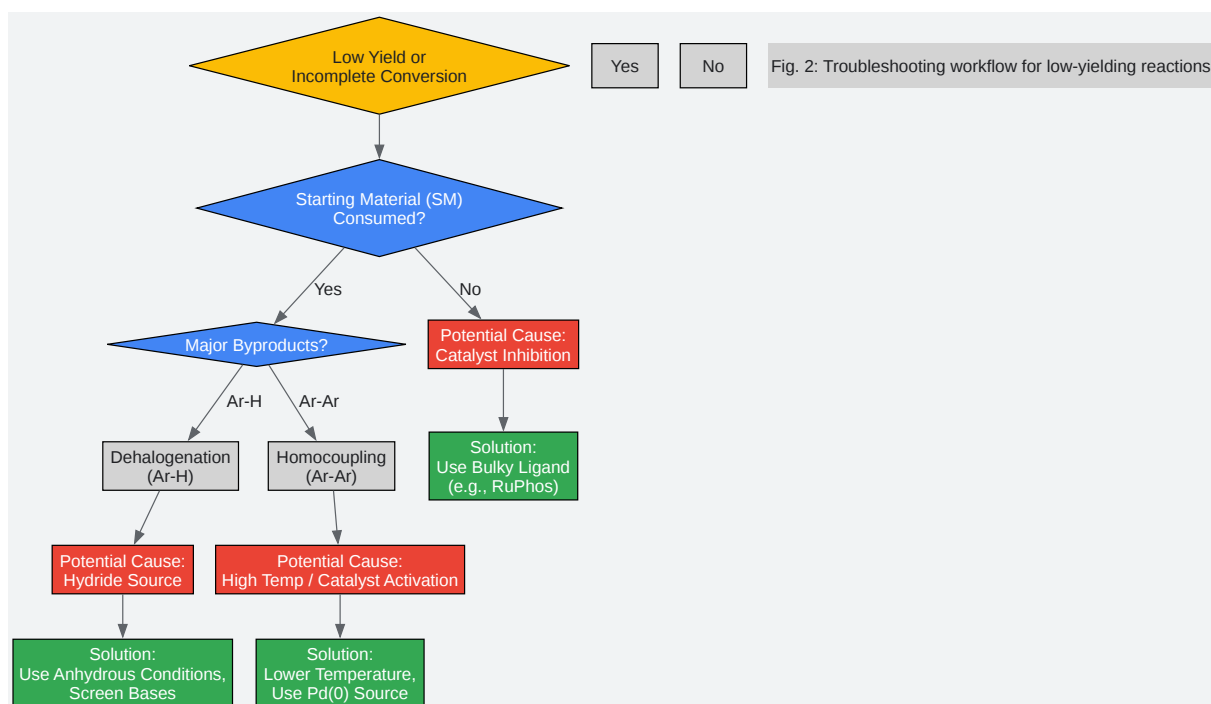 Low Yield or
Incomplete Conversion
Yes
No
Fig. 2: Troubleshooting workflow for low-yielding reactions
Starting Material (SM)
Consumed?
Yes
No
Major Byproducts?
Potential Cause:
Catalyst Inhibition
Ar-H
Ar-Ar
Dehalogenation
(Ar-H)
Homocoupling
(Ar-Ar)
Solution:
Use Bulky Ligand
(e.g., RuPhos)
Potential Cause:
Hydride Source
Potential Cause:
High Temp / Catalyst Activation
Solution:
Use Anhydrous Conditions,
Screen Bases
Solution:
Lower Temperature,
Use Pd(0) Source